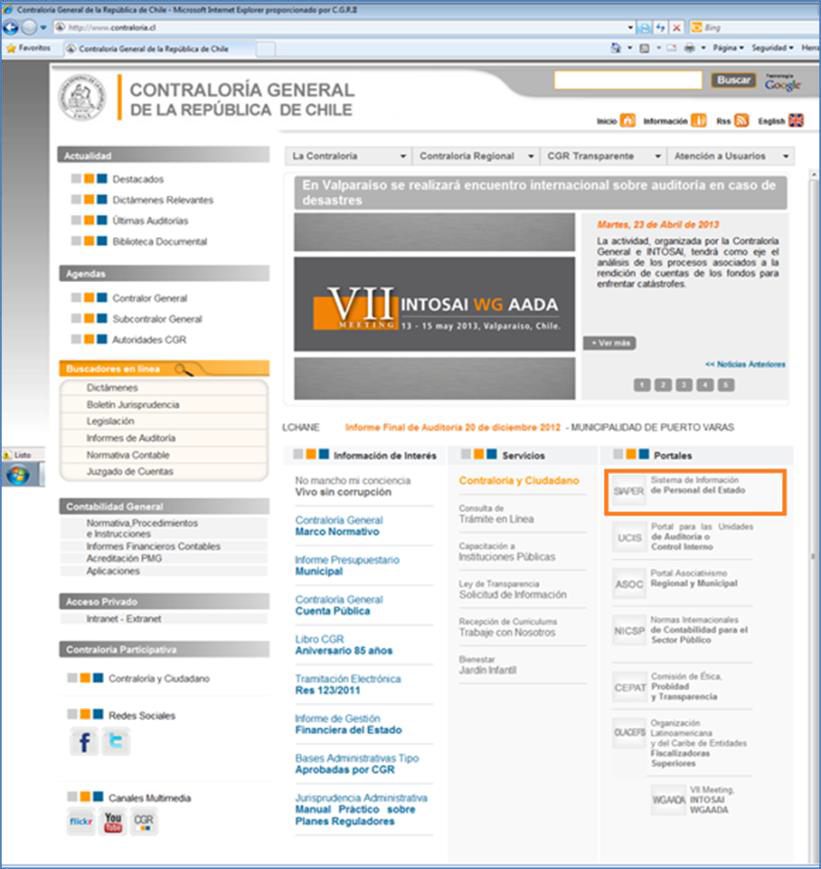 Contraloría General de la República de Chile - Microsoft Internet Explorer proporcionado por C.G.R.II
http://www.contraloria.cl
Bing
Favoritos
Contraloría General de la República de Chile
Página
Seguridad
CONTRALORÍA GENERAL
DE LA REPÚBLICA DE CHILE
Buscar
Google
Inicio
Información
Rss
English
Actualidad
Destacados
Dictámenes Relevantes
Últimas Auditorías
Biblioteca Documental
Agendas
Contralor General
Subcontralor General
Autoridades CGR
Buscadores en línea
Dictámenes
Boletín Jurisprudencia
Legislación
Informes de Auditoría
Normativa Contable
Juzgado de Cuentas
Listo
Contabilidad General
Normativa,Procedimientos
e Instrucciones
Informes Financieros Contables
Acreditación PMG
Aplicaciones
Acceso Privado
Intranet - Extranet
Contraloría Participativa
Contraloría y Ciudadano
Redes Sociales
Canales Multimedia
flickr
You
Tube
CGR
La Contraloría
Contraloría Regional
CGR Transparente
Atención a Usuarios
En Valparaíso se realizará encuentro internacional sobre auditoría en caso de
desastres
VII
MEETING
INTOSAI WG AADA
13 - 15 may 2013, Valparaíso, Chile.
Martes, 23 de Abril de 2013
La actividad, organizada por la Contraloría
General e INTOSAI, tendrá como eje el
análisis de los procesos asociados a la
rendición de cuentas de los fondos para
enfrentar catástrofes.
+ Ver más
<< Noticias Anteriores
1 2 3 4 5
LCHANE Informe Final de Auditoría 20 de diciembre 2012 - MUNICIPALIDAD DE PUERTO VARAS
Información de Interés
No mancho mi conciencia
Vivo sin corrupción
Contraloría General
Marco Normativo
Informe Presupuestario
Municipal
Contraloría General
Cuenta Pública
Libro CGR
Aniversario 85 años
Tramitación Electrónica
Res 123/2011
Informe de Gestión
Financiera del Estado
Bases Administrativas Tipo
Aprobadas por CGR
Jurisprudencia Administrativa
Manual Práctico sobre
Planes Reguladores
Servicios
Contraloría y Ciudadano
Consulta de
Trámite en Línea
Capacitación a
Instituciones Públicas
Ley de Transparencia
Solicitud de Información
Recepción de Curriculums
Trabaje con Nosotros
Bienestar
Jardín Infantil
Portales
SIAPER
Sistema de Información
de Personal del Estado
UCIS
Portal para las Unidades
de Auditoría o
Control Interno
ASOC
Portal Asociativismo
Regional y Municipal
NICSP
Normas Internacionales
de Contabilidad para el
Sector Público
CEPAT
Comisión de Ética,
Probidad
y Transparencia
OLACEFS
Organización
Latinoamericana
y del Caribe de Entidades
Fiscalizadoras
Superiores
WGAADA
VII Meeting,
INTOSAI
WGAADA